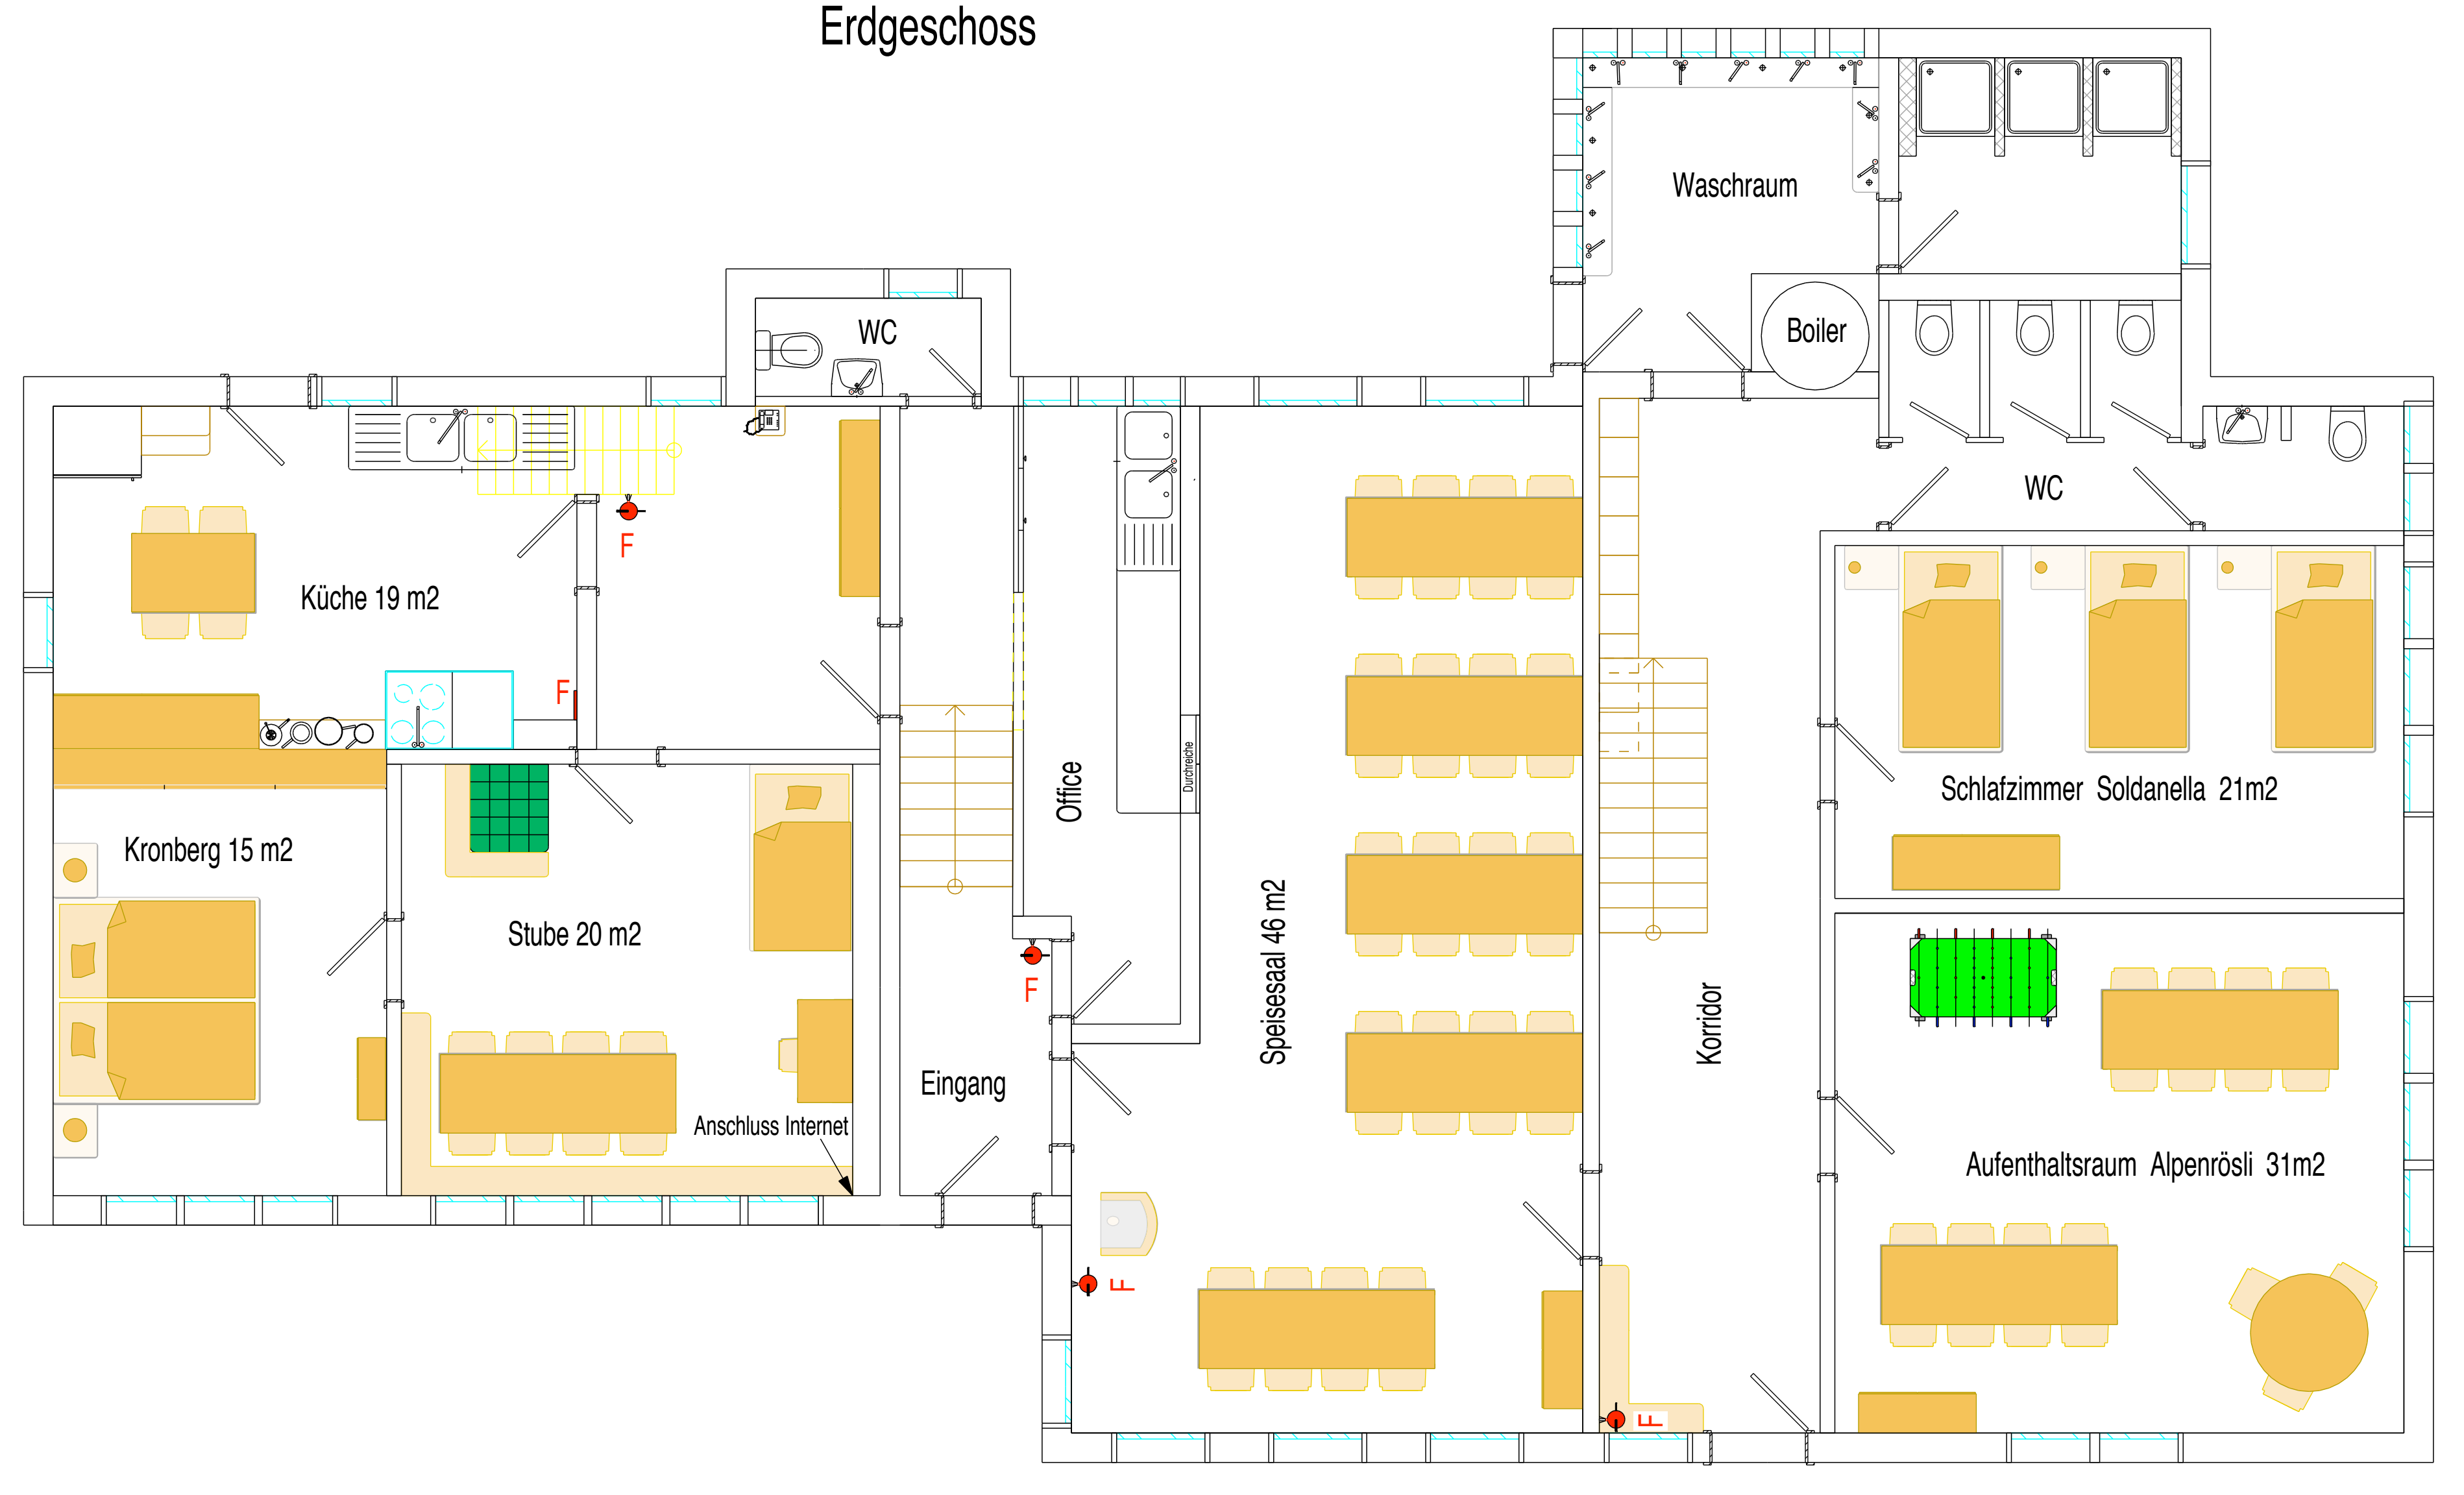 Erdgeschoss
Waschraum
WC
Boiler
WC
F
Küche 19 m2
F
Office
Durchreiche
Schlafzimmer Soldanella 21m2
Kronberg 15 m2
Stube 20 m2
Speisesaal 46 m2
F
Korridor
Eingang
Anschluss Internet
Aufenthaltsraum Alpenrösli 31m2
F
F